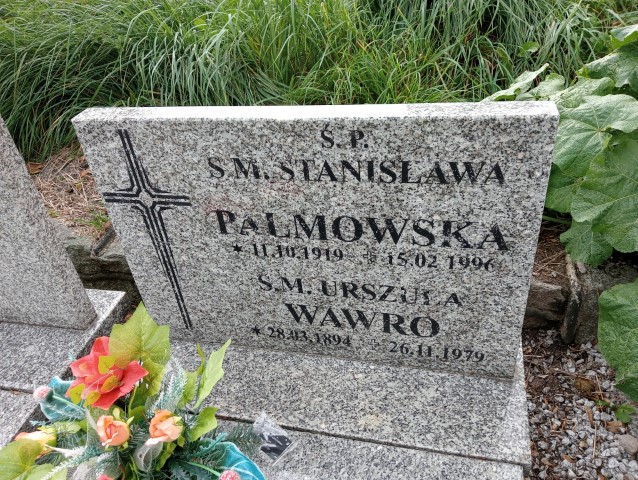 Ś. P.
S.M. STANISŁAWA
PALMOWSKA
* 11.10.1919 15.02 1996
S.M. URSZULA
WAWRO
* 28.03.1894 26.11.1979